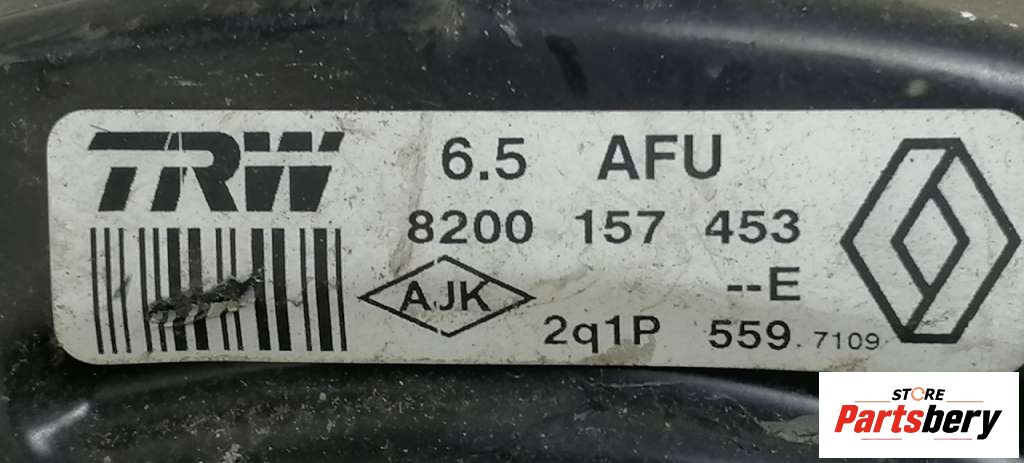 TRW
6.5 AFU
8200 157 453
--E
AJK
2q1P 559.7109
STORE
Partsbery